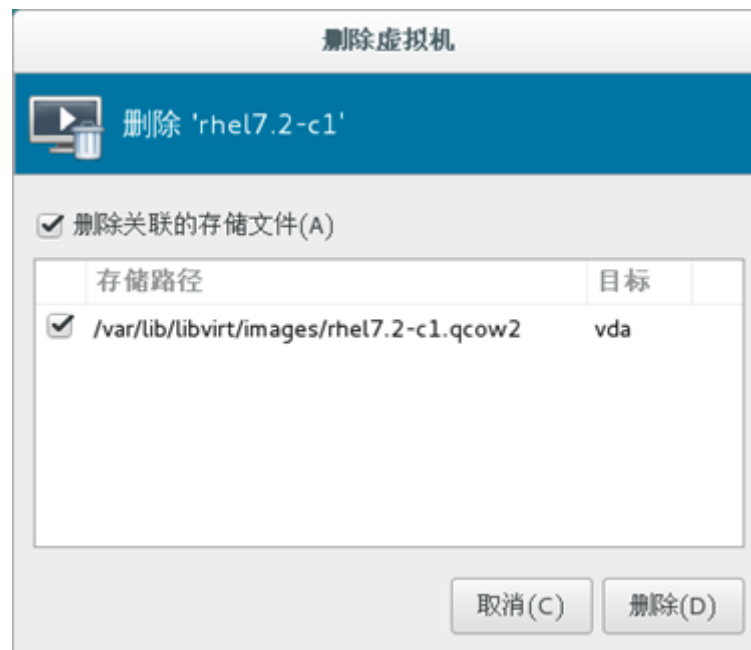 删除虚拟机
删除 'rhel7.2-c1'
删除关联的存储文件(A)
存储路径 目标
/var/lib/libvirt/images/rhel7.2-c1.qcow2 vda
取消(C) 删除(D)